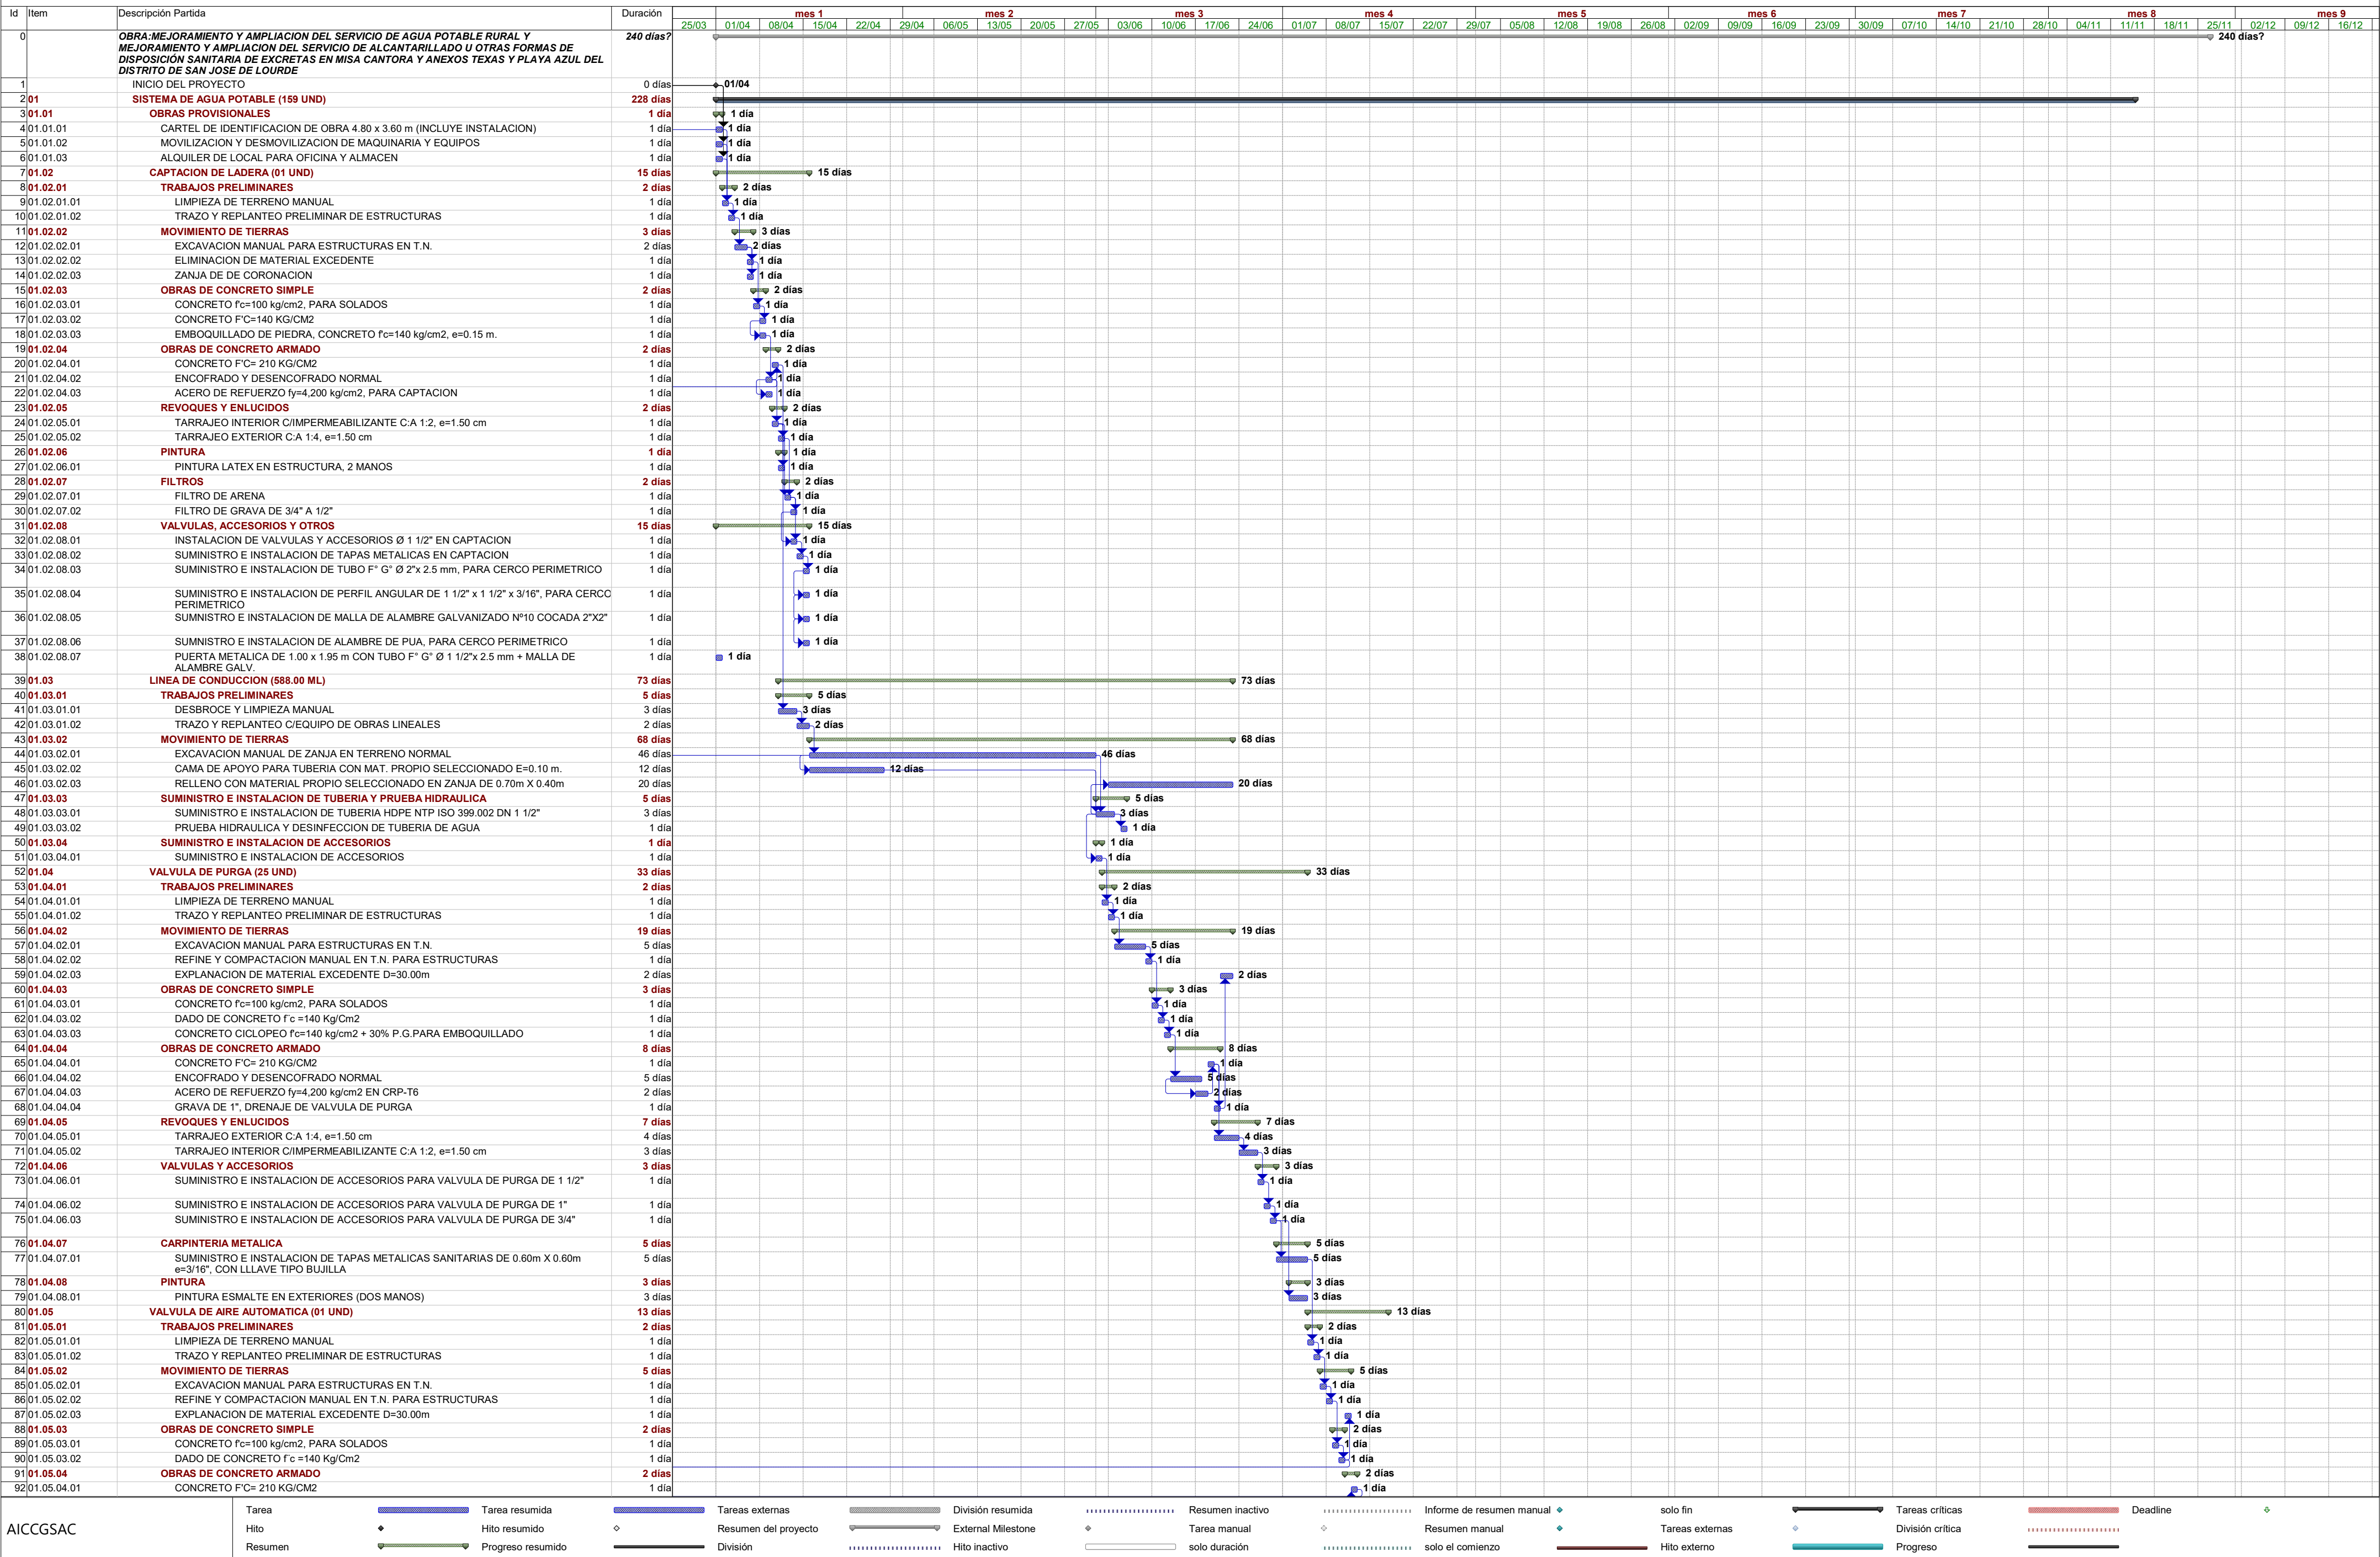 Id Item Descripción Partida Duración mes 1 mes 2 mes 3 mes 4 mes 5 mes 6 mes 7 mes 8 mes 9
25/03 01/04 08/04 15/04 22/04 29/04 06/05 13/05 20/05 27/05 03/06 10/06 17/06 24/06 01/07 08/07 15/07 22/07 29/07 05/08 12/08 19/08 26/08 02/09 09/09 16/09 23/09 30/09 07/10 14/10 21/10 28/10 04/11 11/11 18/11 25/11 02/12 09/12 16/12
0 OBRA:MEJORAMIENTO Y AMPLIACION DEL SERVICIO DE AGUA POTABLE RURAL Y 240 días? 240 días?
MEJORAMIENTO Y AMPLIACION DEL SERVICIO DE ALCANTARILLADO U OTRAS FORMAS DE
DISPOSICIÓN SANITARIA DE EXCRETAS EN MISA CANTORA Y ANEXOS TEXAS Y PLAYA AZUL DEL
DISTRITO DE SAN JOSE DE LOURDE
1 INICIO DEL PROYECTO 0 días 01/04
2 01 SISTEMA DE AGUA POTABLE (159 UND) 228 días
3 01.01 OBRAS PROVISIONALES 1 día 1 día
4 01.01.01 CARTEL DE IDENTIFICACION DE OBRA 4.80 x 3.60 m (INCLUYE INSTALACION) 1 día 1 día
5 01.01.02 MOVILIZACION Y DESMOVILIZACION DE MAQUINARIA Y EQUIPOS 1 día 1 día
6 01.01.03 ALQUILER DE LOCAL PARA OFICINA Y ALMACEN 1 día 1 día
7 01.02 CAPTACION DE LADERA (01 UND) 15 días 15 días
8 01.02.01 TRABAJOS PRELIMINARES 2 días 2 días
9 01.02.01.01 LIMPIEZA DE TERRENO MANUAL 1 día 1 día
10 01.02.01.02 TRAZO Y REPLANTEO PRELIMINAR DE ESTRUCTURAS 1 día 1 día
11 01.02.02 MOVIMIENTO DE TIERRAS 3 días 3 días
12 01.02.02.01 EXCAVACION MANUAL PARA ESTRUCTURAS EN T.N. 2 días 2 días
13 01.02.02.02 ELIMINACION DE MATERIAL EXCEDENTE 1 día 1 día
14 01.02.02.03 ZANJA DE DE CORONACION 1 día 1 día
15 01.02.03 OBRAS DE CONCRETO SIMPLE 2 días 2 días
16 01.02.03.01 CONCRETO f'c=100 kg/cm2, PARA SOLADOS 1 día 1 día
17 01.02.03.02 CONCRETO F'C=140 KG/CM2 1 día 1 día
18 01.02.03.03 EMBOQUILLADO DE PIEDRA, CONCRETO f'c=140 kg/cm2, e=0.15 m. 1 día 1 día
19 01.02.04 OBRAS DE CONCRETO ARMADO 2 días 2 días
20 01.02.04.01 CONCRETO F'C= 210 KG/CM2 1 día 1 día
21 01.02.04.02 ENCOFRADO Y DESENCOFRADO NORMAL 1 día 1 día
22 01.02.04.03 ACERO DE REFUERZO fy=4,200 kg/cm2, PARA CAPTACION 1 día 1 día
23 01.02.05 REVOQUES Y ENLUCIDOS 2 días 2 días
24 01.02.05.01 TARRAJEO INTERIOR C/IMPERMEABILIZANTE C:A 1:2, e=1.50 cm 1 día 1 día
25 01.02.05.02 TARRAJEO EXTERIOR C:A 1:4, e=1.50 cm 1 día 1 día
26 01.02.06 PINTURA 1 día 1 día
27 01.02.06.01 PINTURA LATEX EN ESTRUCTURA, 2 MANOS 1 día 1 día
28 01.02.07 FILTROS 2 días 2 días
29 01.02.07.01 FILTRO DE ARENA 1 día 1 día
30 01.02.07.02 FILTRO DE GRAVA DE 3/4" A 1/2" 1 día 1 día
31 01.02.08 VALVULAS, ACCESORIOS Y OTROS 15 días 15 días
32 01.02.08.01 INSTALACION DE VALVULAS Y ACCESORIOS Ø 1 1/2" EN CAPTACION 1 día 1 día
33 01.02.08.02 SUMINISTRO E INSTALACION DE TAPAS METALICAS EN CAPTACION 1 día 1 día
34 01.02.08.03 SUMINISTRO E INSTALACION DE TUBO F° G° Ø 2"x 2.5 mm, PARA CERCO PERIMETRICO 1 día 1 día
35 01.02.08.04 SUMINISTRO E INSTALACION DE PERFIL ANGULAR DE 1 1/2" x 1 1/2" x 3/16", PARA CERCO 1 día 1 día
PERIMETRICO
36 01.02.08.05 SUMNISTRO E INSTALACION DE MALLA DE ALAMBRE GALVANIZADO Nº10 COCADA 2"X2" 1 día 1 día
37 01.02.08.06 SUMNISTRO E INSTALACION DE ALAMBRE DE PUA, PARA CERCO PERIMETRICO 1 día 1 día
38 01.02.08.07 PUERTA METALICA DE 1.00 x 1.95 m CON TUBO F° G° Ø 1 1/2"x 2.5 mm + MALLA DE 1 día 1 día
ALAMBRE GALV.
39 01.03 LINEA DE CONDUCCION (588.00 ML) 73 días 73 días
40 01.03.01 TRABAJOS PRELIMINARES 5 días 5 días
41 01.03.01.01 DESBROCE Y LIMPIEZA MANUAL 3 días 3 días
42 01.03.01.02 TRAZO Y REPLANTEO C/EQUIPO DE OBRAS LINEALES 2 días 2 días
43 01.03.02 MOVIMIENTO DE TIERRAS 68 días 68 días
44 01.03.02.01 EXCAVACION MANUAL DE ZANJA EN TERRENO NORMAL 46 días 46 días
45 01.03.02.02 CAMA DE APOYO PARA TUBERIA CON MAT. PROPIO SELECCIONADO E=0.10 m. 12 días 12 días
46 01.03.02.03 RELLENO CON MATERIAL PROPIO SELECCIONADO EN ZANJA DE 0.70m X 0.40m 20 días 20 días
47 01.03.03 SUMINISTRO E INSTALACION DE TUBERIA Y PRUEBA HIDRAULICA 5 días 5 días
48 01.03.03.01 SUMINISTRO E INSTALACION DE TUBERIA HDPE NTP ISO 399.002 DN 1 1/2" 3 días 3 días
49 01.03.03.02 PRUEBA HIDRAULICA Y DESINFECCION DE TUBERIA DE AGUA 1 día 1 día
50 01.03.04 SUMINISTRO E INSTALACION DE ACCESORIOS 1 día 1 día
51 01.03.04.01 SUMINISTRO E INSTALACION DE ACCESORIOS 1 día 1 día
52 01.04 VALVULA DE PURGA (25 UND) 33 días 33 días
53 01.04.01 TRABAJOS PRELIMINARES 2 días 2 días
54 01.04.01.01 LIMPIEZA DE TERRENO MANUAL 1 día 1 día
55 01.04.01.02 TRAZO Y REPLANTEO PRELIMINAR DE ESTRUCTURAS 1 día 1 día
56 01.04.02 MOVIMIENTO DE TIERRAS 19 días 19 días
57 01.04.02.01 EXCAVACION MANUAL PARA ESTRUCTURAS EN T.N. 5 días 5 días
58 01.04.02.02 REFINE Y COMPACTACION MANUAL EN T.N. PARA ESTRUCTURAS 1 día 1 día
59 01.04.02.03 EXPLANACION DE MATERIAL EXCEDENTE D=30.00m 2 días 2 días
60 01.04.03 OBRAS DE CONCRETO SIMPLE 3 días 3 días
61 01.04.03.01 CONCRETO f'c=100 kg/cm2, PARA SOLADOS 1 día 1 día
62 01.04.03.02 DADO DE CONCRETO f´c =140 Kg/Cm2 1 día 1 día
63 01.04.03.03 CONCRETO CICLOPEO f'c=140 kg/cm2 + 30% P.G.PARA EMBOQUILLADO 1 día 1 día
64 01.04.04 OBRAS DE CONCRETO ARMADO 8 días 8 días
65 01.04.04.01 CONCRETO F'C= 210 KG/CM2 1 día 1 día
66 01.04.04.02 ENCOFRADO Y DESENCOFRADO NORMAL 5 días 5 días
67 01.04.04.03 ACERO DE REFUERZO fy=4,200 kg/cm2 EN CRP-T6 2 días 2 días
68 01.04.04.04 GRAVA DE 1", DRENAJE DE VALVULA DE PURGA 1 día 1 día
69 01.04.05 REVOQUES Y ENLUCIDOS 7 días 7 días
70 01.04.05.01 TARRAJEO EXTERIOR C:A 1:4, e=1.50 cm 4 días 4 días
71 01.04.05.02 TARRAJEO INTERIOR C/IMPERMEABILIZANTE C:A 1:2, e=1.50 cm 3 días 3 días
72 01.04.06 VALVULAS Y ACCESORIOS 3 días 3 días
73 01.04.06.01 SUMINISTRO E INSTALACION DE ACCESORIOS PARA VALVULA DE PURGA DE 1 1/2" 1 día 1 día
74 01.04.06.02 SUMINISTRO E INSTALACION DE ACCESORIOS PARA VALVULA DE PURGA DE 1" 1 día 1 día
75 01.04.06.03 SUMINISTRO E INSTALACION DE ACCESORIOS PARA VALVULA DE PURGA DE 3/4" 1 día 1 día
76 01.04.07 CARPINTERIA METALICA 5 días 5 días
77 01.04.07.01 SUMINISTRO E INSTALACION DE TAPAS METALICAS SANITARIAS DE 0.60m X 0.60m 5 días 5 días
e=3/16", CON LLLAVE TIPO BUJILLA
78 01.04.08 PINTURA 3 días 3 días
79 01.04.08.01 PINTURA ESMALTE EN EXTERIORES (DOS MANOS) 3 días 3 días
80 01.05 VALVULA DE AIRE AUTOMATICA (01 UND) 13 días 13 días
81 01.05.01 TRABAJOS PRELIMINARES 2 días 2 días
82 01.05.01.01 LIMPIEZA DE TERRENO MANUAL 1 día 1 día
83 01.05.01.02 TRAZO Y REPLANTEO PRELIMINAR DE ESTRUCTURAS 1 día 1 día
84 01.05.02 MOVIMIENTO DE TIERRAS 5 días 5 días
85 01.05.02.01 EXCAVACION MANUAL PARA ESTRUCTURAS EN T.N. 1 día 1 día
86 01.05.02.02 REFINE Y COMPACTACION MANUAL EN T.N. PARA ESTRUCTURAS 1 día 1 día
87 01.05.02.03 EXPLANACION DE MATERIAL EXCEDENTE D=30.00m 1 día 1 día
88 01.05.03 OBRAS DE CONCRETO SIMPLE 2 días 2 días
89 01.05.03.01 CONCRETO f'c=100 kg/cm2, PARA SOLADOS 1 día 1 día
90 01.05.03.02 DADO DE CONCRETO f´c =140 Kg/Cm2 1 día 1 día
91 01.05.04 OBRAS DE CONCRETO ARMADO 2 días 2 días
92 01.05.04.01 CONCRETO F'C= 210 KG/CM2 1 día 1 día
AICCGSAC
Tarea Tarea resumida Tareas externas División resumida Resumen inactivo Informe de resumen manual solo fin Tareas críticas Deadline
Hito Hito resumido Resumen del proyecto External Milestone Tarea manual Resumen manual Tareas externas División crítica
Resumen Progreso resumido División Hito inactivo solo duración solo el comienzo Hito externo Progreso